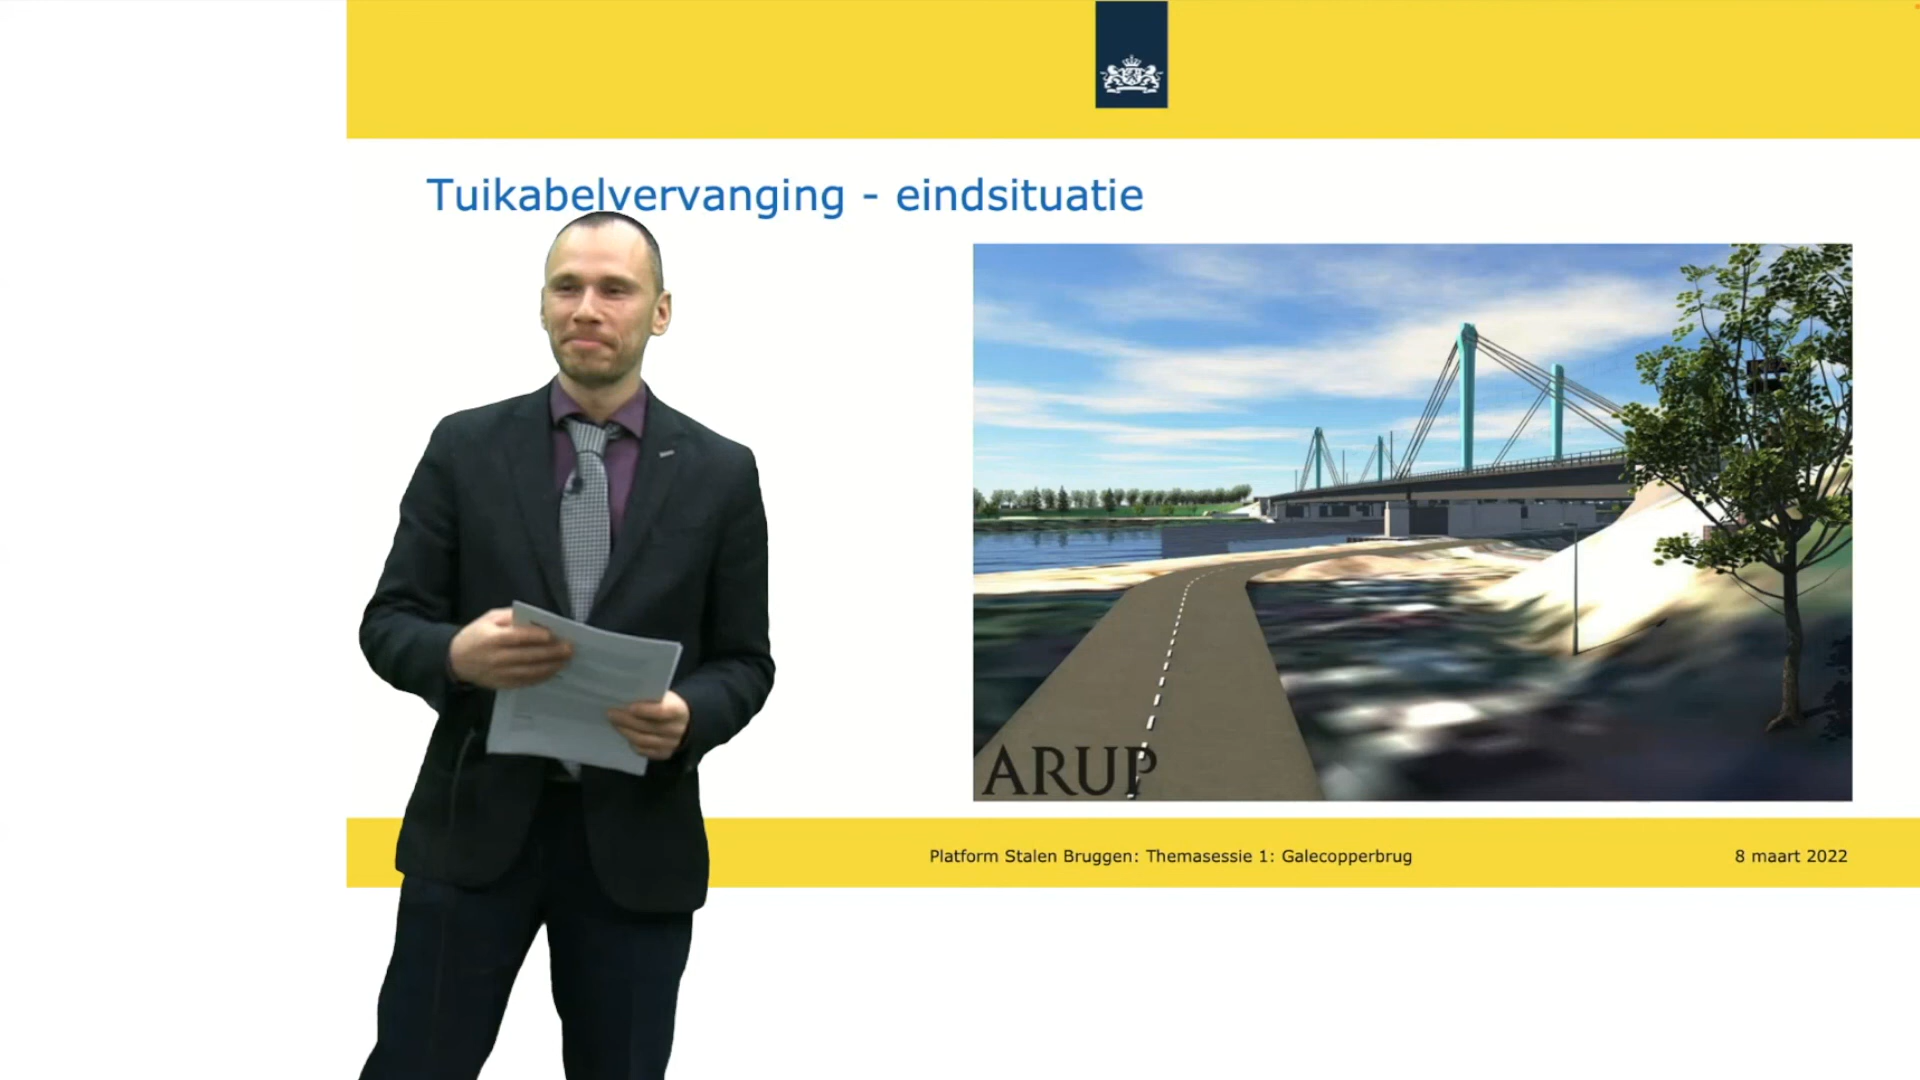 Tuikabelvervanging - eindsituatie
ARUP
Platform Stalen Bruggen: Themasessie 1: Galecopperbrug
8 maart 2022